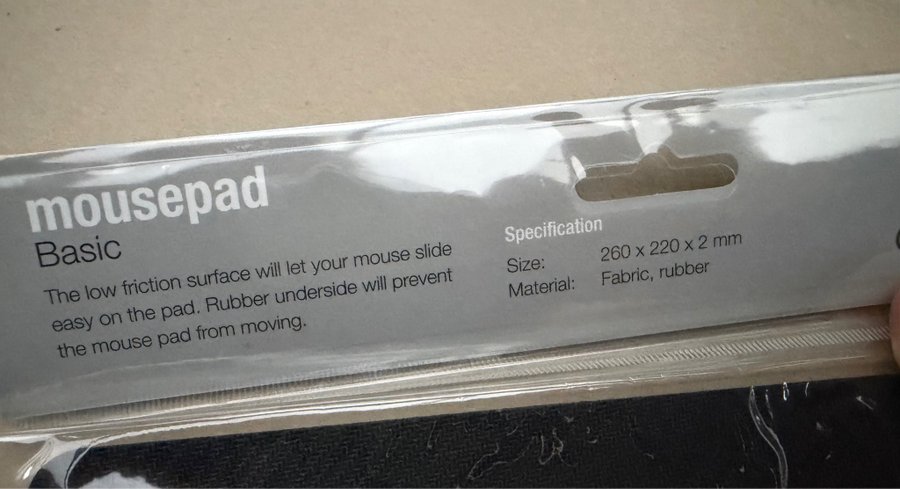 mousepad
Basic
The low friction surface will let your mouse slide
easy on the pad. Rubber underside will prevent
the mouse pad from moving.
Specification
Size: 260 x 220 x 2 mm
Material: Fabric, rubber